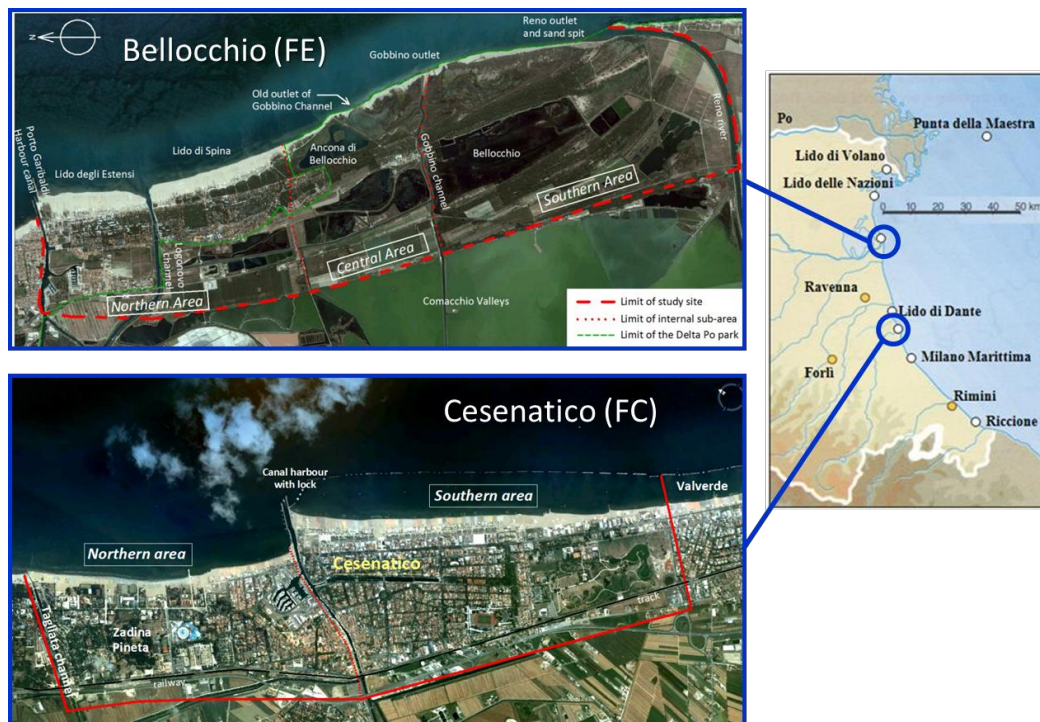 Bellocchio (FE)
N
Reno outlet
and sand spit
Gobbino outlet
Old outlet of
Gobbino Channel
Porto Garibaldi
Harbour canal
Lido degli Estensi
Lido di Spina
Ancona di
Bellocchio
Gobbino channel
Bellocchio
Reno river
Logonovo
channel
Northern Area
Central Area
Southern Area
Comacchio Valleys
Limit of study site
Limit of internal sub-area
Limit of the Delta Po park
Cesenatico (FC)
Canal harbour
with lock
Southern area
Valverde
Northern area
Cesenatico
Tagliata channel
Zadina
Pineta
railway
track
Po
Punta della Maestra
Lido di Volano
Lido delle Nazioni
0 10 20 30 40 50 km
Ravenna
Lido di Dante
Forlì
Milano Marittima
Rimini
Riccione